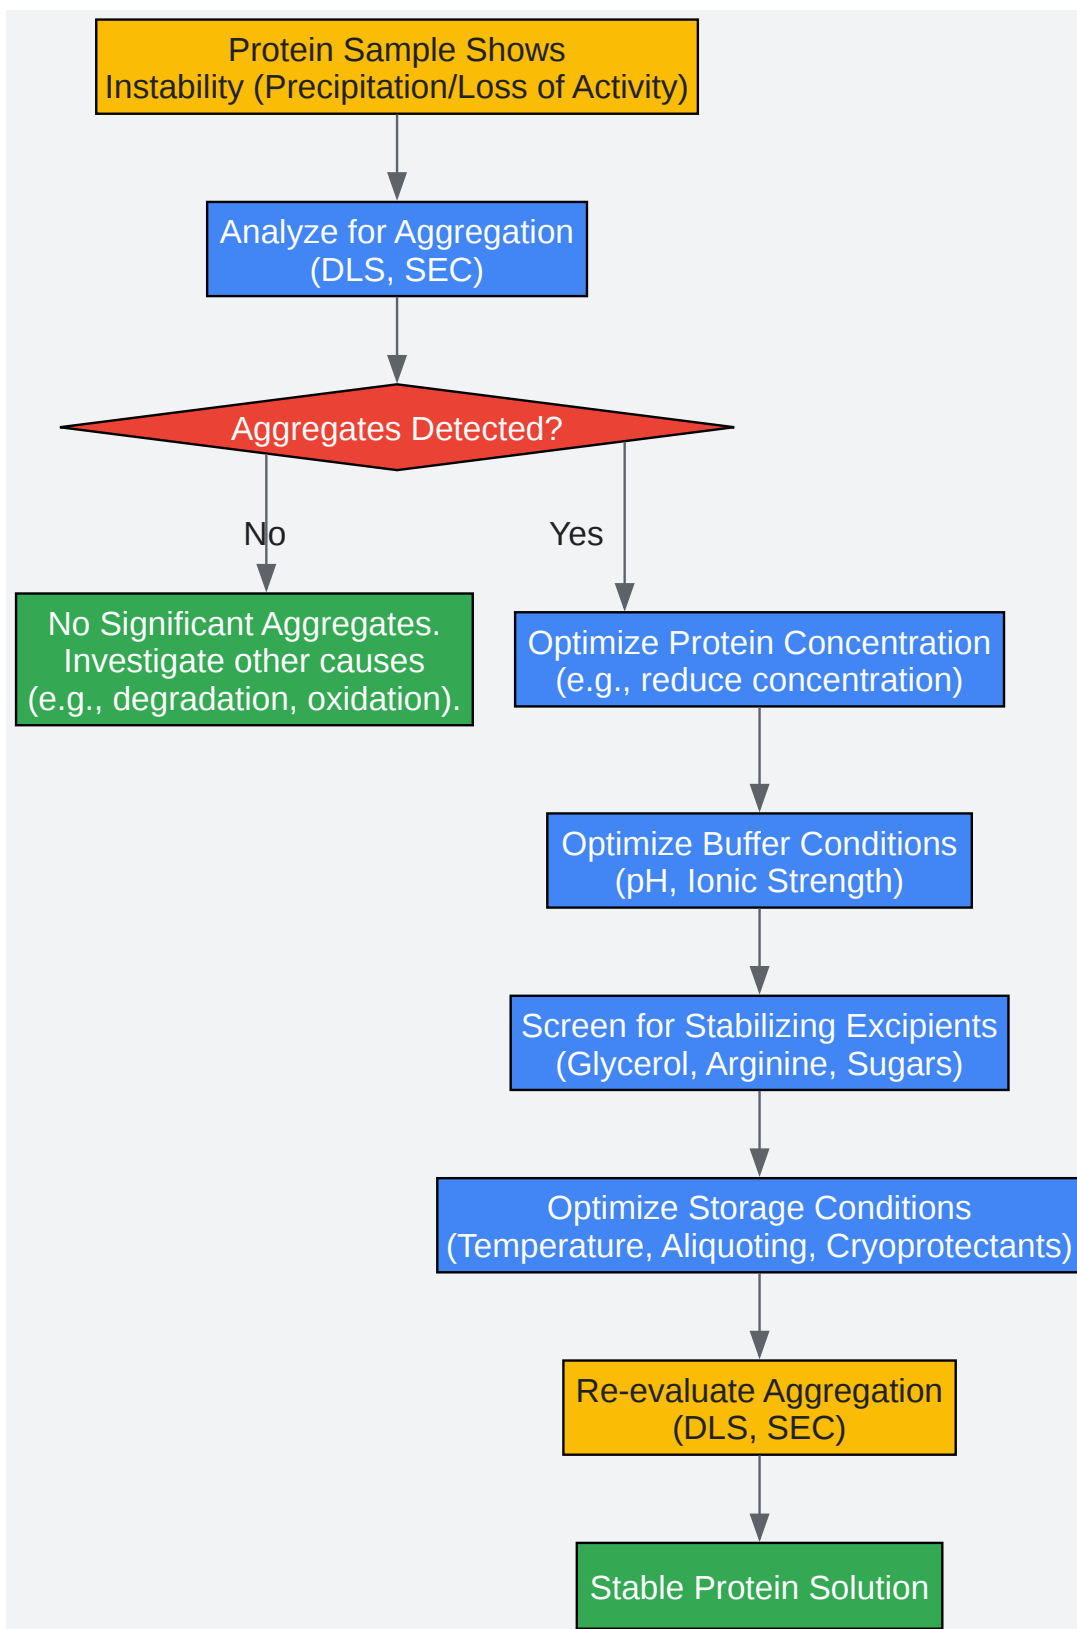 Protein Sample Shows
Instability (Precipitation/Loss of Activity)
Analyze for Aggregation
(DLS, SEC)
Aggregates Detected?
No
Yes
No Significant Aggregates.
Investigate other causes
(e.g., degradation, oxidation).
Optimize Protein Concentration
(e.g., reduce concentration)
Optimize Buffer Conditions
(pH, Ionic Strength)
Screen for Stabilizing Excipients
(Glycerol, Arginine, Sugars)
Optimize Storage Conditions
(Temperature, Aliquoting, Cryoprotectants)
Re-evaluate Aggregation
(DLS, SEC)
Stable Protein Solution